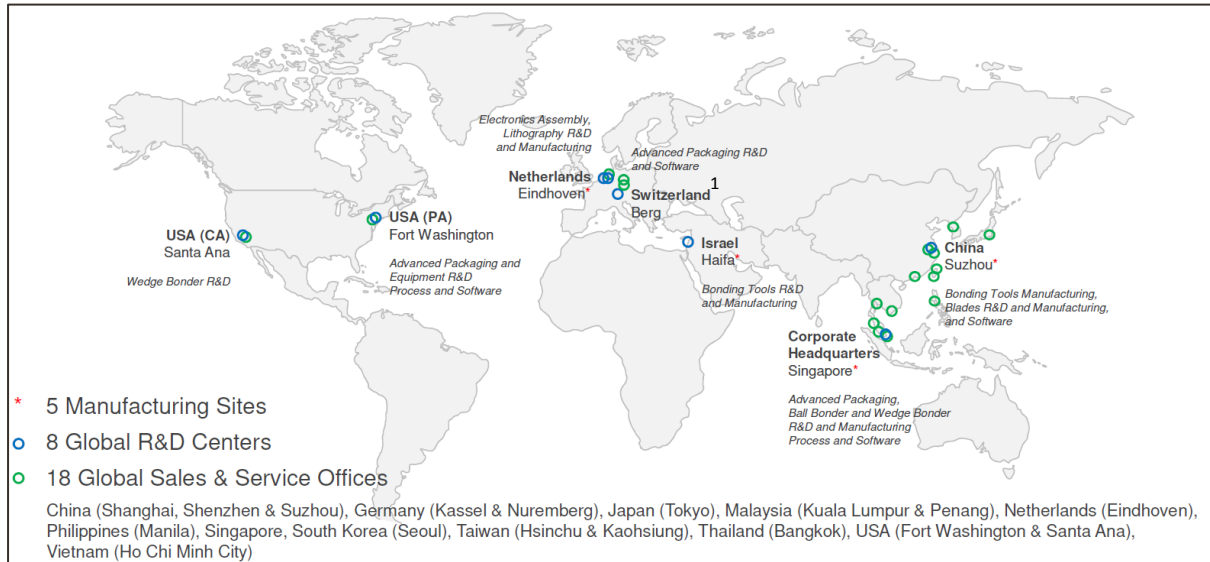 Electronics Assembly,
Lithography R&D
and Manufacturing
Netherlands
Eindhoven*
Advanced Packaging R&D
and Software
Switzerland1
Berg
USA (CA)
Santa Ana
Wedge Bonder R&D
USA (PA)
Fort Washington
Advanced Packaging and
Equipment R&D
Process and Software
Israel
Haifa*
Bonding Tools R&D
and Manufacturing
China
Suzhou*
Bonding Tools Manufacturing,
Blades R&D and Manufacturing,
and Software
Corporate
Headquarters
Singapore*
Advanced Packaging,
Ball Bonder and Wedge Bonder
R&D and Manufacturing
Process and Software
* 5 Manufacturing Sites
8 Global R&D Centers
18 Global Sales & Service Offices
China (Shanghai, Shenzhen & Suzhou), Germany (Kassel & Nuremberg), Japan (Tokyo), Malaysia (Kuala Lumpur & Penang), Netherlands (Eindhoven),
Philippines (Manila), Singapore, South Korea (Seoul), Taiwan (Hsinchu & Kaohsiung), Thailand (Bangkok), USA (Fort Washington & Santa Ana),
Vietnam (Ho Chi Minh City)